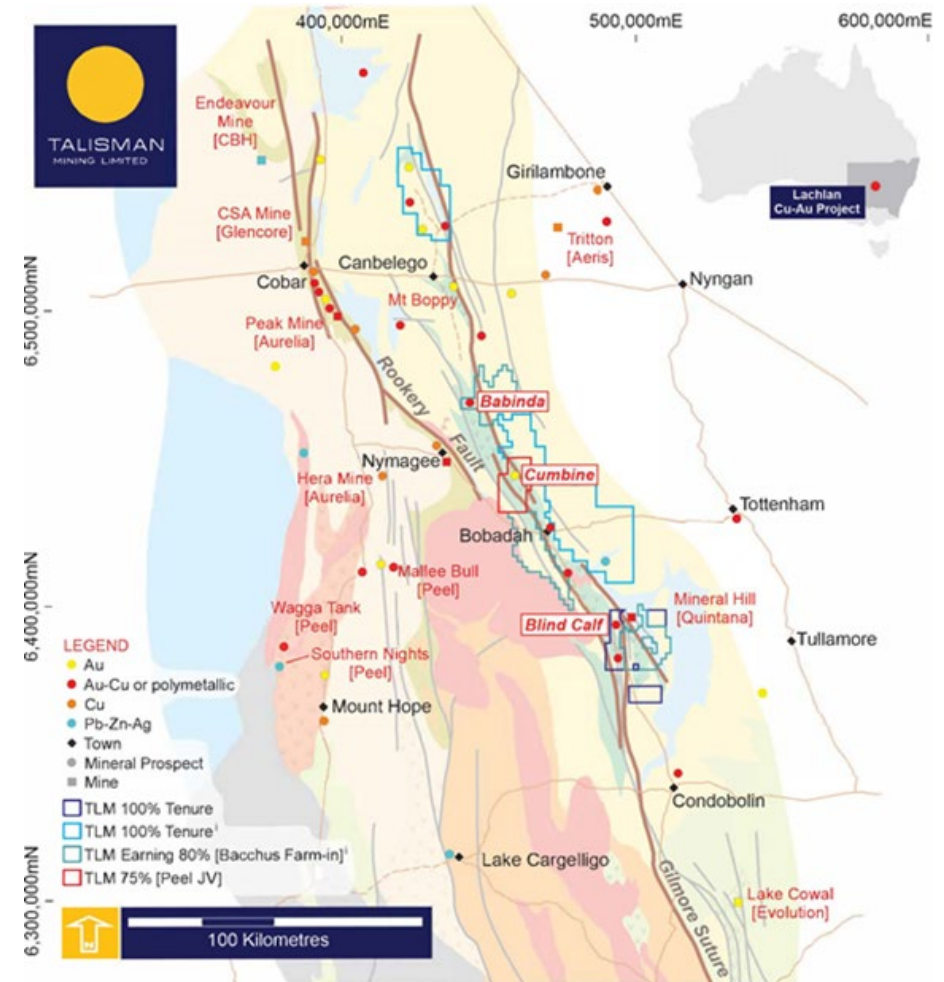 400,000mE
500,000mE
600,000mE
TALISMAN
MINING LIMITED
Endeavour
Mine
[CBH]
Girilambone
Lachlan
Cu-Au Project
CSA Mine
[Glencore]
Tritton
[Aeris]
Canbelego
Cobar
Nyngan
Mt Boppy
6,500,000mN
Peak Mine
[Aurelia]
Rookery
Fault
Babinda
Nymagee
Cumbine
Hera Mine
[Aurelia]
Tottenham
Bobadah
Mallee Bull
[Peel]
Wagga Tank
[Peel]
Mineral Hill
[Quintana]
6,400,000mN
Blind Calf
Tullamore
Southern Nights
[Peel]
LEGEND
Au
Au-Cu or polymetallic
Cu
Pb-Zn-Ag
Town
Mineral Prospect
Mine
TLM 100% Tenure
TLM 100% Tenureⁱ
TLM Earning 80% [Bacchus Farm-in]ⁱ
TLM 75% [Peel JV]
Mount Hope
Condobolin
Lake Cargelligo
Gilmore Suture
Lake Cowal
[Evolution]
6,300,000mN
N
100 Kilometres